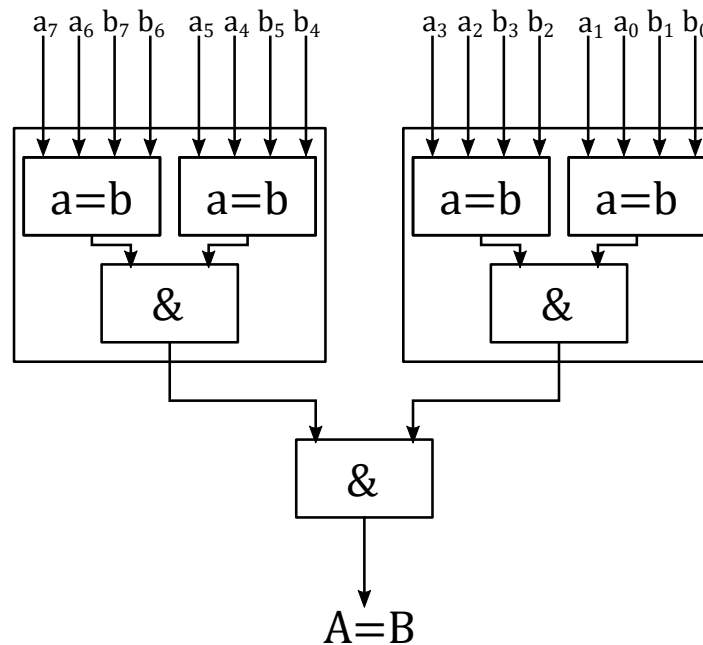 a₇ a₆ b₇ b₆ a₅ a₄ b₅ b₄ a₃ a₂ b₃ b₂ a₁ a₀ b₁ b₀
a=b a=b a=b a=b
& &
&
A=B